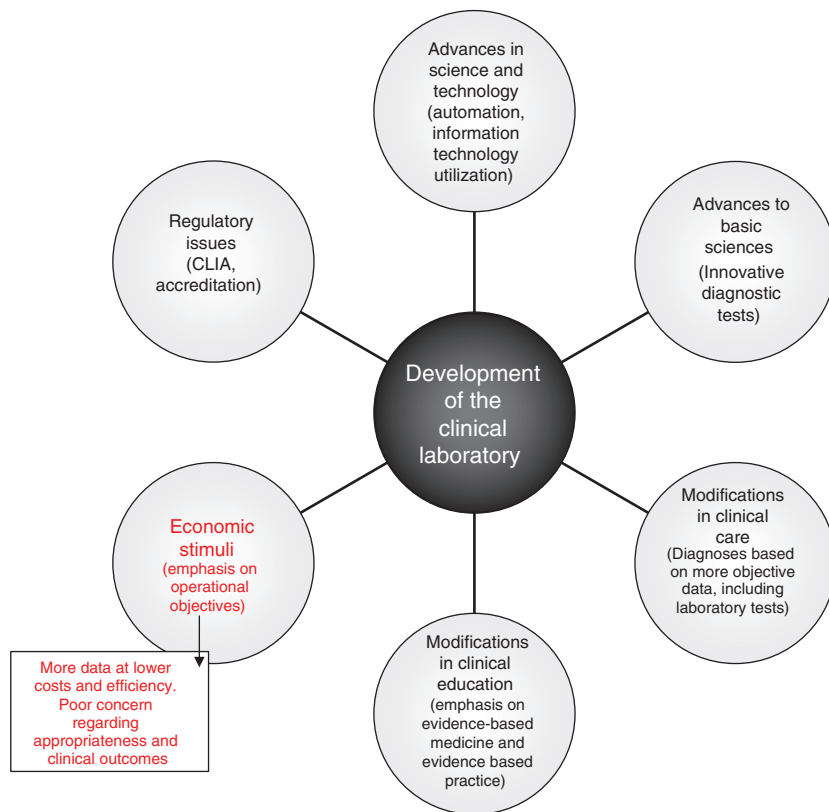 Advances in
science and
technology
(automation,
information
technology
utilization)
Advances to
basic
sciences
(Innovative
diagnostic
tests)
Regulatory
issues
(CLIA,
accreditation)
Development
of the
clinical
laboratory
Modifications
in clinical
care
(Diagnoses based
on more objective
data, including
laboratory tests)
Economic
stimuli
(emphasis on
operational
objectives)
Modifications
in clinical
education
(emphasis on
evidence-based
medicine and
evidence based
practice)
More data at lower
costs and efficiency.
Poor concern
regarding
appropriateness and
clinical outcomes